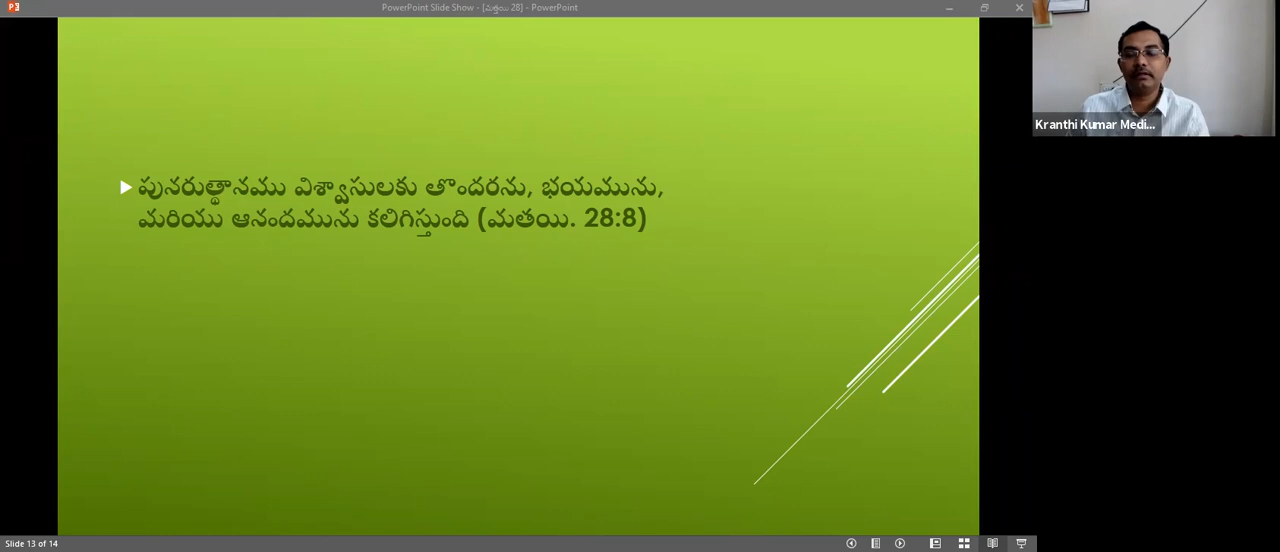 PowerPoint Slide Show - [మత్తయి 28] - PowerPoint
Kranthi Kumar Medi...
పునరుత్థానము విశ్వాసులకు తొందరను, భయమును,
మరియు ఆనందమును కలిగిస్తుంది (మతయి. 28:8)
Slide 13 of 14